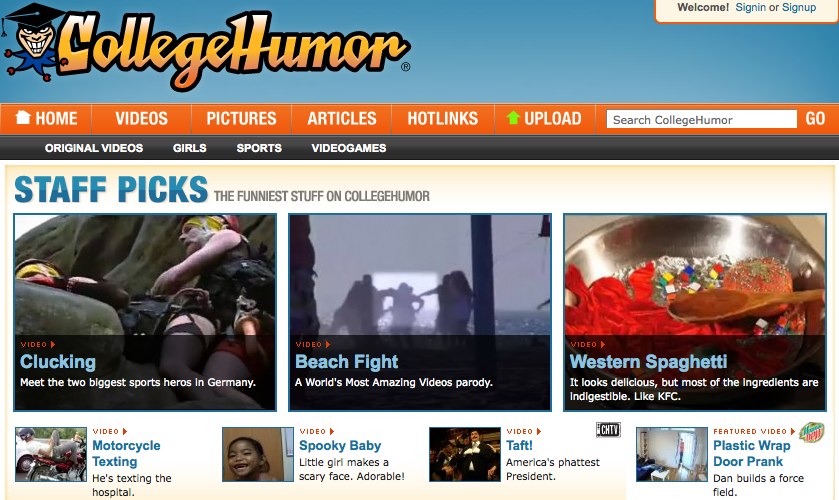 Welcome! Signin or Signup
CollegeHumor®
HOME VIDEOS PICTURES ARTICLES HOTLINKS UPLOAD Search CollegeHumor GO
ORIGINAL VIDEOS GIRLS SPORTS VIDEOGAMES
STAFF PICKS THE FUNNIEST STUFF ON COLLEGEHUMOR
VIDEO
Clucking
Meet the two biggest sports heros in Germany.
VIDEO
Beach Fight
A World's Most Amazing Videos parody.
VIDEO
Western Spaghetti
It looks delicious, but most of the ingredients are
indigestible. Like KFC.
VIDEO
Motorcycle
Texting
He's texting the
hospital.
VIDEO
Spooky Baby
Little girl makes a
scary face. Adorable!
VIDEO
CHTV
Taft!
America's phattest
President.
FEATURED VIDEO
Plastic Wrap
Door Prank
Dan builds a force
field.